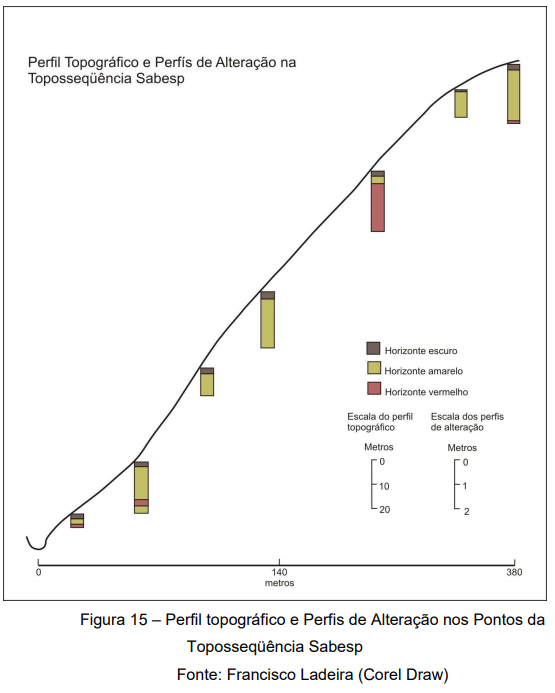 Perfil Topográfico e Perfís de Alteração na
Toposseqüência Sabesp
Horizonte escuro
Horizonte amarelo
Horizonte vermelho
Escala do perfil
topográfico
Escala dos perfis
de alteração
Metros
0
10
20
Metros
0
1
2
0
140
380
metros
Figura 15 – Perfil topográfico e Perfis de Alteração nos Pontos da
Toposseqüência Sabesp
Fonte: Francisco Ladeira (Corel Draw)